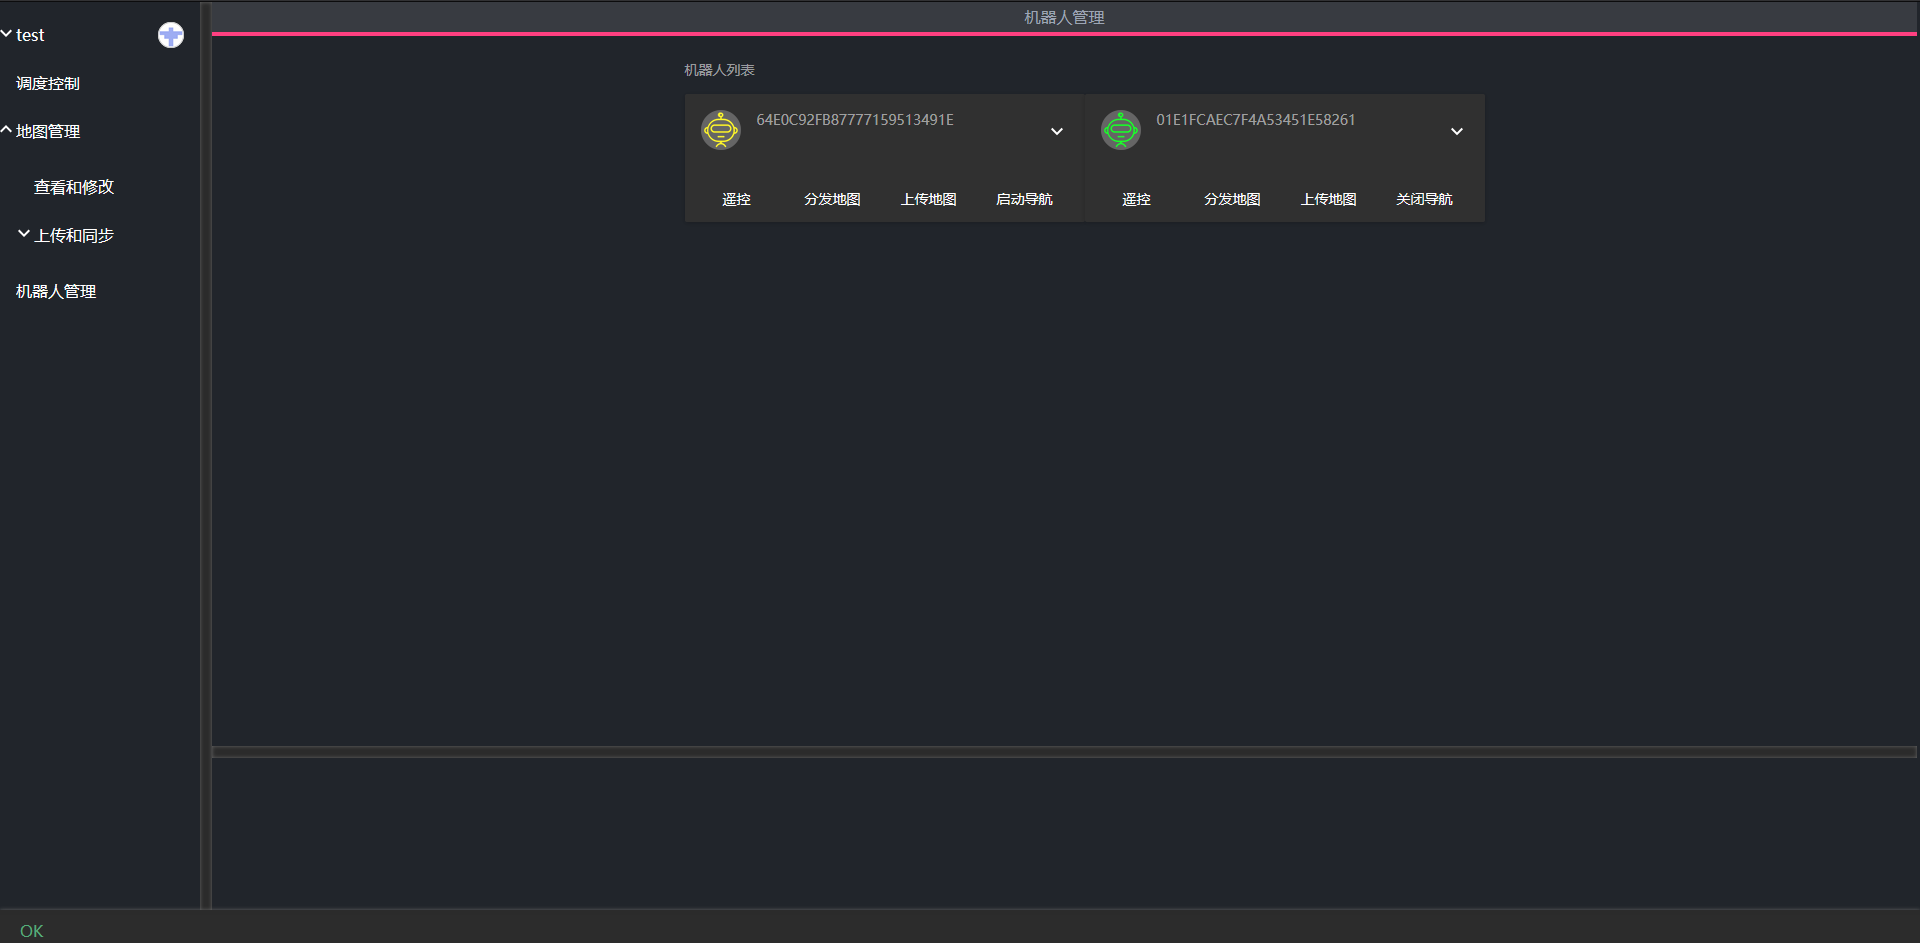 test
调度控制
地图管理
查看和修改
上传和同步
机器人管理
机器人管理
机器人列表
64E0C92FB87777159513491E
遥控 分发地图 上传地图 启动导航
01E1FCAEC7F4A53451E58261
遥控 分发地图 上传地图 关闭导航
OK